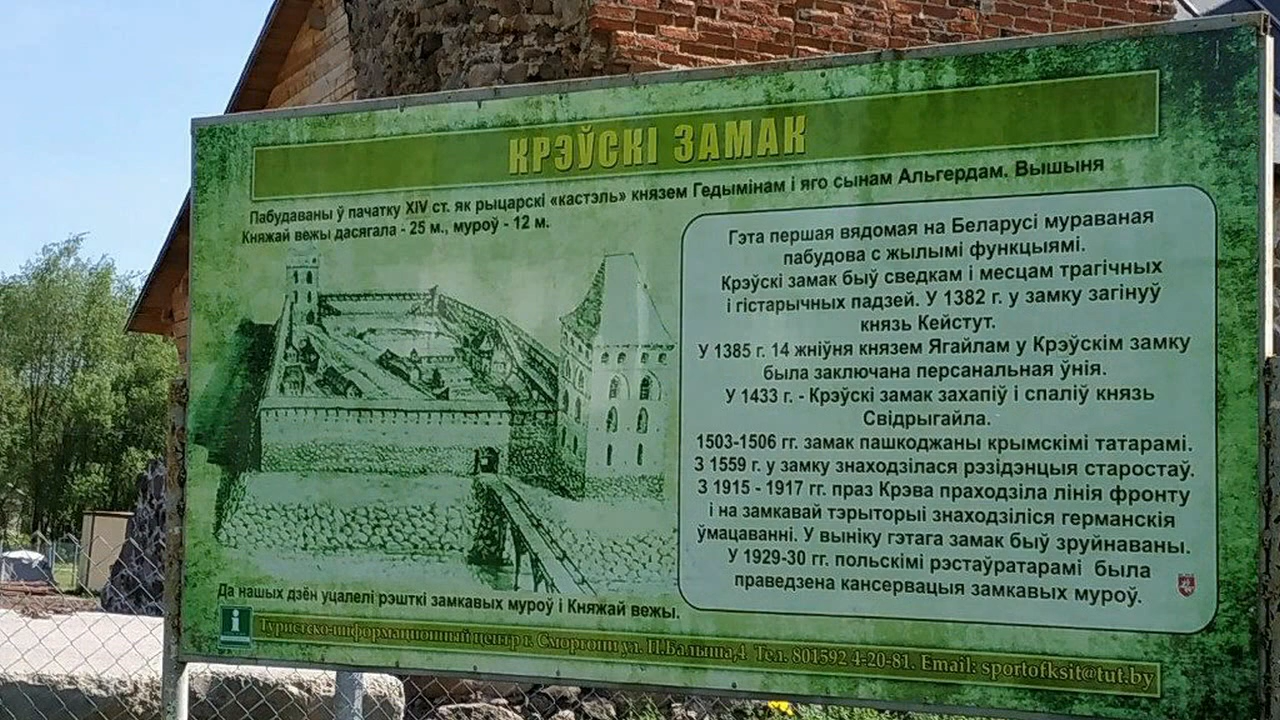 КРЭЎСКІ ЗАМАК
Пабудаваны ў пачатку XIV ст. як рыцарскі «кастэль» князем Гедымінам і яго сынам Альгердам. Вышыня
Княжай вежы дасягала - 25 м., муроў - 12 м.
Гэта першая вядомая на Беларусі мураваная
пабудова с жылымі функцыямі.
Крэўскі замак быў сведкам і месцам трагічных
і гістарычных падзей. У 1382 г. у замку загінуў
князь Кейстут.
У 1385 г. 14 жніўня князем Ягайлам у Крэўскім замку
была заключана персанальная ўнія.
У 1433 г. - Крэўскі замак захапіў і спаліў князь
Свідрыгайла.
1503-1506 гг. замак пашкоджаны крымскімі татарамі.
З 1559 г. у замку знаходзілася рэзідэнцыя старостаў.
З 1915 - 1917 гг. праз Крэва праходзіла лінія фронту
і на замкавай тэрыторыі знаходзіліся германскія
ўмацаванні. У выніку гэтага замак быў зруйнаваны.
У 1929-30 гг. польскімі рэстаўратарамі была
праведзена кансервацыя замкавых муроў.
Да нашых дзён уцалелі рэшткі замкавых муроў і Княжай вежы.
i Туристско-информационный центр г. Сморгони ул. П.Балыша,4 Тел. 801592 4-20-81. Email: sportofksit@tut.by